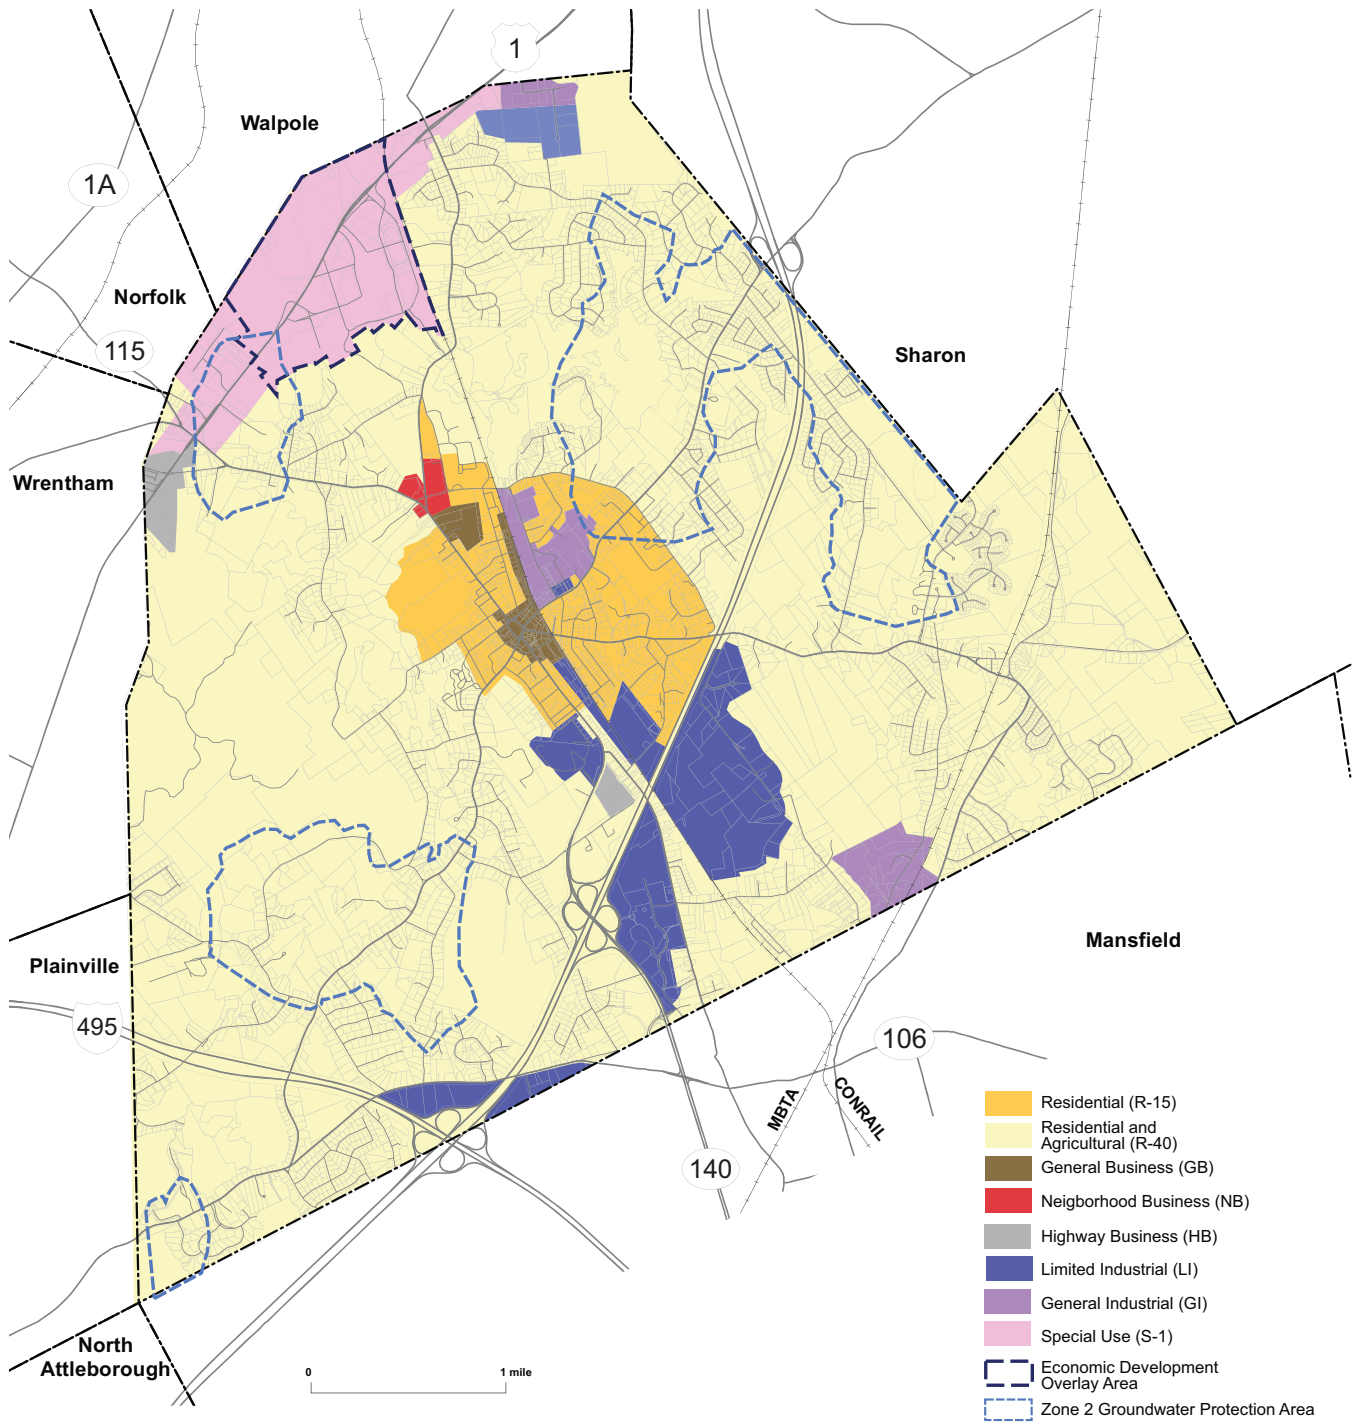 1
Walpole
1A
Norfolk
115
Sharon
Wrentham
Mansfield
Plainville
495
106
MBTA
CONRAIL
140
North
Attleborough
0 1 mile
Residential (R-15)
Residential and
Agricultural (R-40)
General Business (GB)
Neigborhood Business (NB)
Highway Business (HB)
Limited Industrial (LI)
General Industrial (GI)
Special Use (S-1)
Economic Development
Overlay Area
Zone 2 Groundwater Protection Area